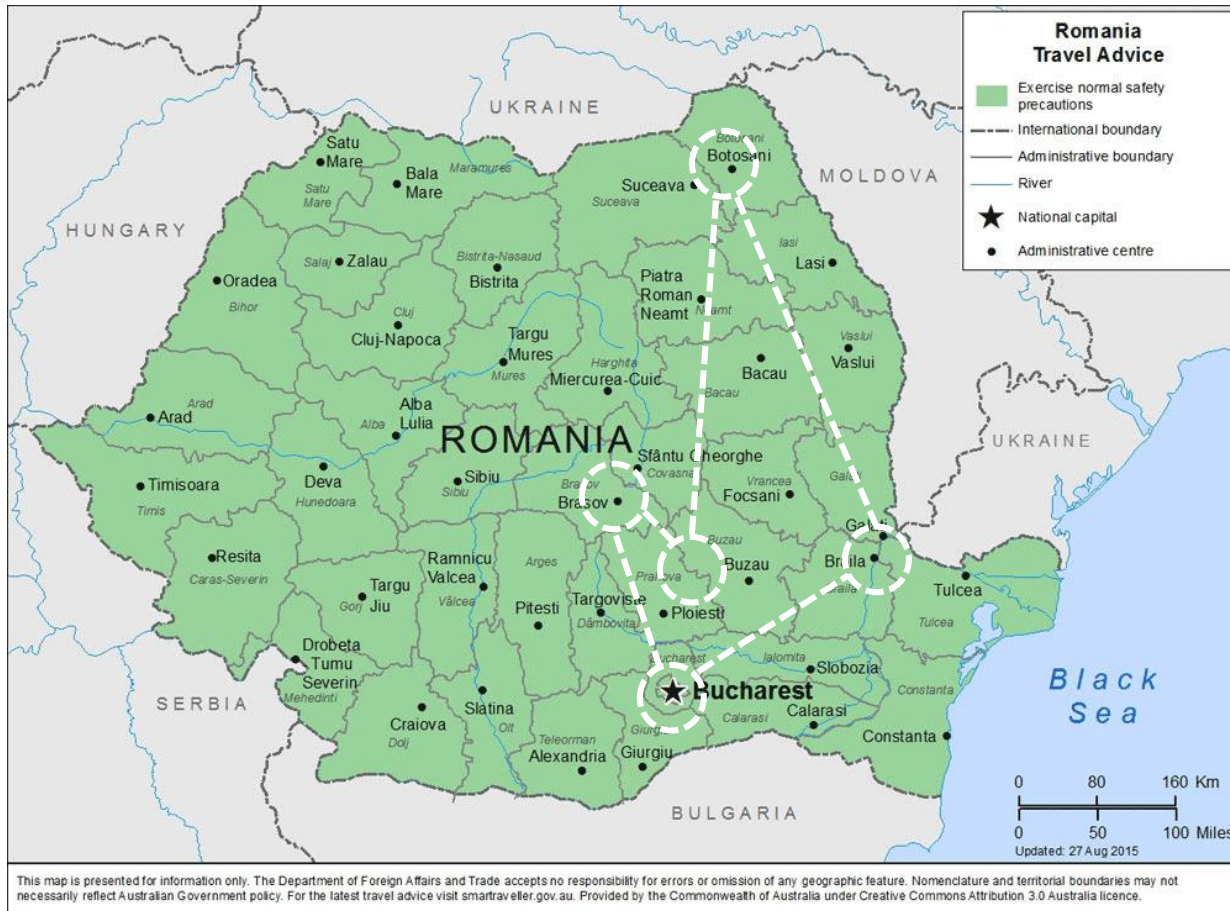 Romania
Travel Advice
Exercise normal safety
precautions
International boundary
Administrative boundary
River
National capital
Administrative centre
UKRAINE
MOLDOVA
HUNGARY
Satu
Mare
Satu
Mare
Bala
Mare
Maramures
Botosani
Botosani
Suceava
Suceava
Oradea
Bihor
Salaj
Zalau
Bistrita-Nasaud
Bistrita
Iasi
Lasi
Piatra
Roman
Neamt
Neamt
Cluj
Cluj-Napoca
Targu
Mures
Mures
Harghita
Miercurea-Cuic
Bacau
Bacau
Vaslui
Vaslui
Arad
Arad
Alba
Lulia
Alba
ROMANIA
UKRAINE
Timisoara
Timis
Deva
Hunedoara
Sibiu
Sibiu
Brasov
Brasov
Sfântu Gheorghe
Covasna
Vrancea
Focsani
Galati
Galati
Resita
Caras-Severin
Targu
Jiu
Gorj
Ramnicu
Valcea
Vâlcea
Arges
Pitesti
Targoviste
Dâmbovita
Prahova
Ploiesti
Buzau
Buzau
Braila
Braila
Tulcea
Tulcea
Drobeta
Tumu
Severin
Mehedinti
SERBIA
Craiova
Dolj
Slatina
Olt
Teleorman
Alexandria
Giurgiu
Giurgiu
Bucharest
Bucharest
Ialomita
Slobozia
Calarasi
Calarasi
Constanta
Constanta
Black
Sea
BULGARIA
0 80 160 Km
0 50 100 Miles
Updated: 27 Aug 2015
This map is presented for information only. The Department of Foreign Affairs and Trade accepts no responsibility for errors or omission of any geographic feature. Nomenclature and territorial boundaries may not
necessarily reflect Australian Government policy. For the latest travel advice visit smartraveller.gov.au. Provided by the Commonwealth of Australia under Creative Commons Attribution 3.0 Australia licence.